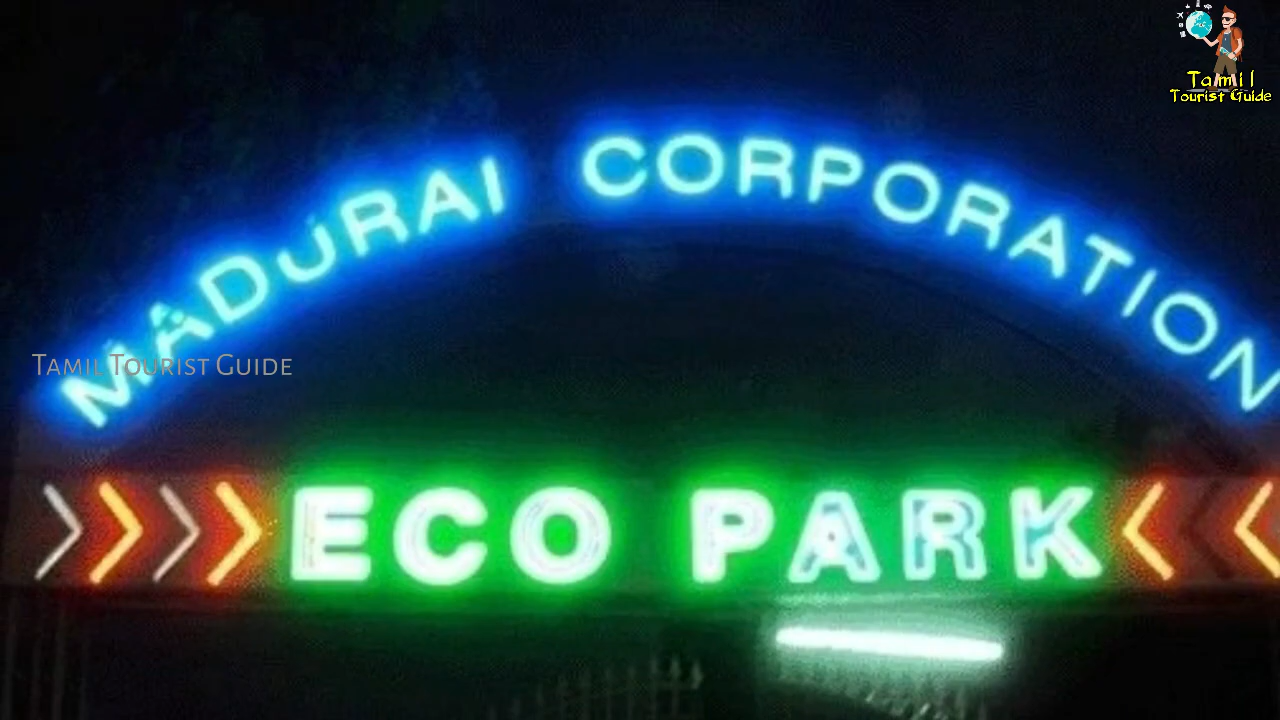 Tamil
Tourist Guide
MADURAI CORPORATION
TAMIL TOURIST GUIDE
ECO PARK